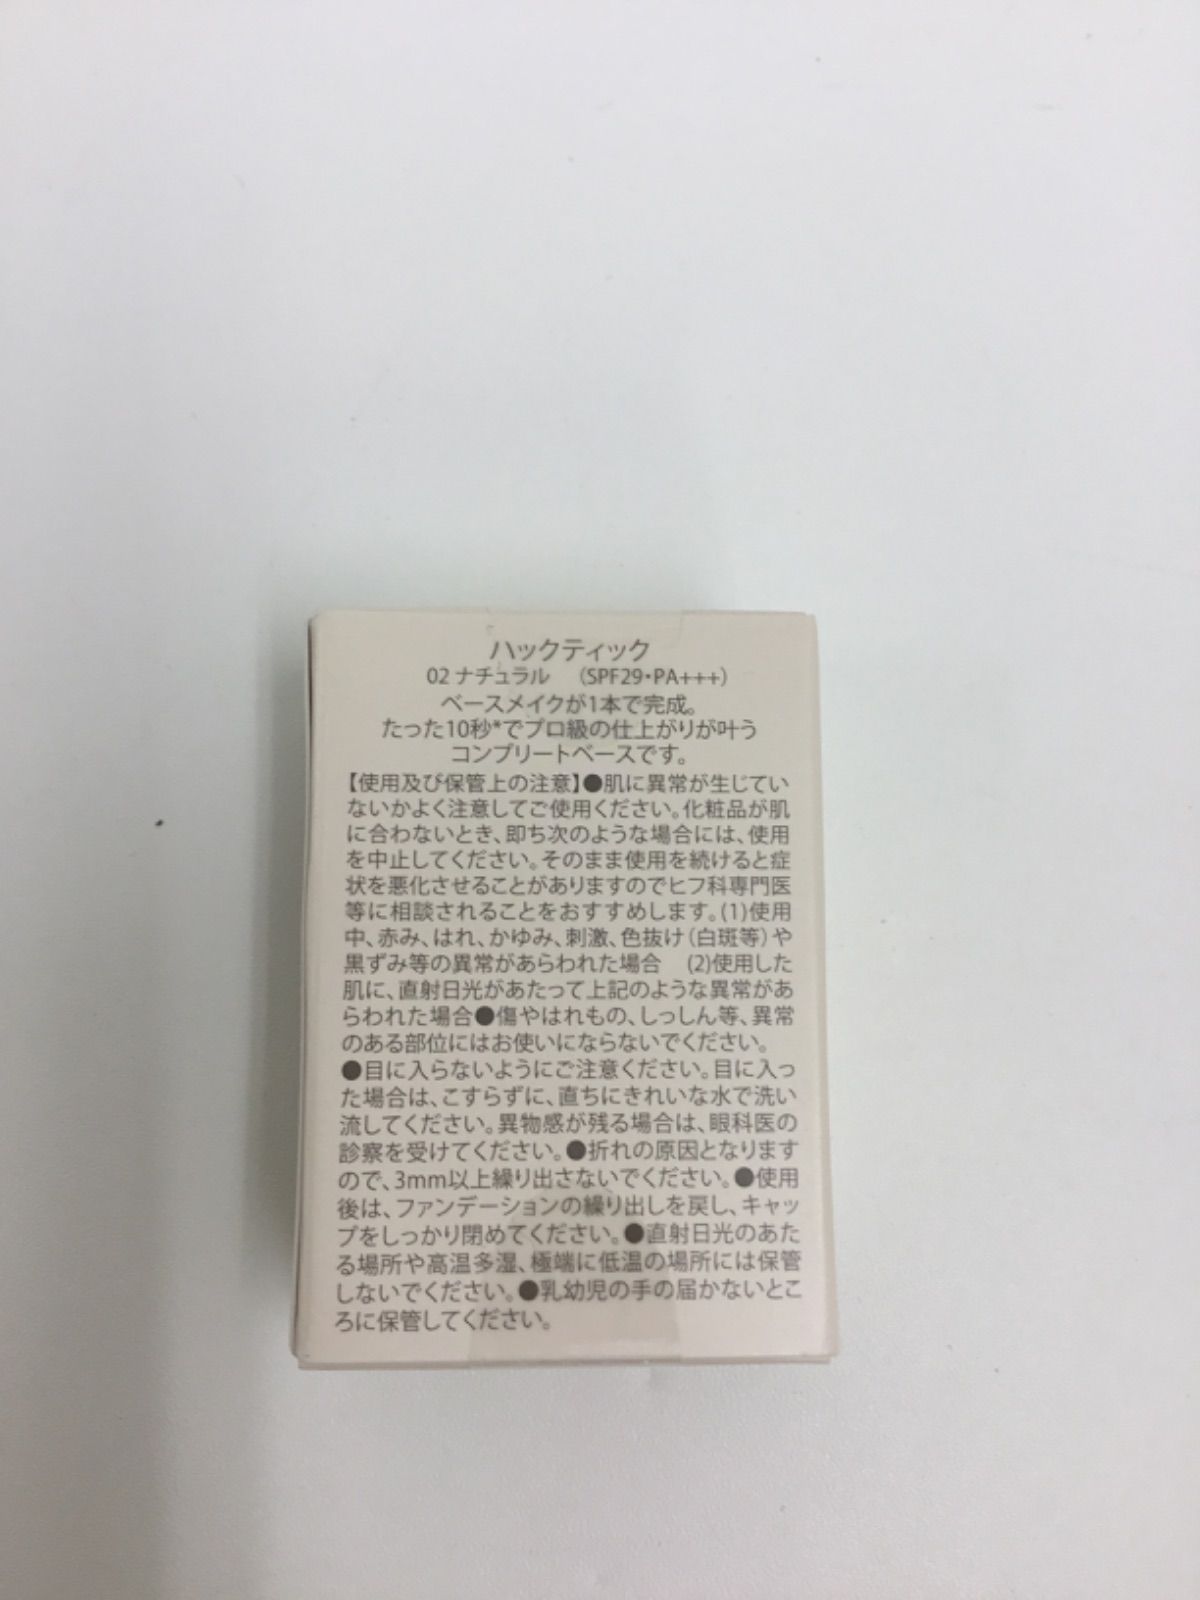 ハックティック
02 ナチュラル （SPF29・PA+++）
ベースメイクが1本で完成。
たった10秒*でプロ級の仕上がりが叶う
コンプリートベースです。
【使用及び保管上の注意】●肌に異常が生じてい
ないかよく注意してご使用ください。化粧品が肌
に合わないとき、即ち次のような場合には、使用
を中止してください。そのまま使用を続けると症
状を悪化させることがありますのでヒフ科専門医
等に相談されることをおすすめします。(1)使用
中、赤み、はれ、かゆみ、刺激、色抜け（白斑等）や
黒ずみ等の異常があらわれた場合 (2)使用した
肌に、直射日光があたって上記のような異常があ
らわれた場合●傷やはれもの、しっしん等、異常
のある部位にはお使いにならないでください。
●目に入らないようにご注意ください。目に入っ
た場合は、こすらずに、直ちにきれいな水で洗い
流してください。異物感が残る場合は、眼科医の
診察を受けてください。●折れの原因となります
ので、3mm以上繰り出さないでください。●使用
後は、ファンデーションの繰り出しを戻し、キャッ
プをしっかり閉めてください。●直射日光のあた
る場所や高温多湿、極端に低温の場所には保管
しないでください。●乳幼児の手の届かないとこ
ろに保管してください。